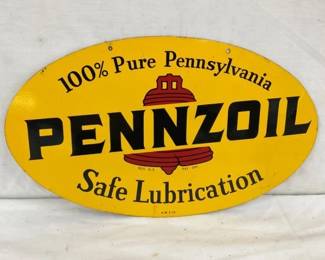 100% Pure Pennsylvania
PENNZOIL
Safe Lubrication